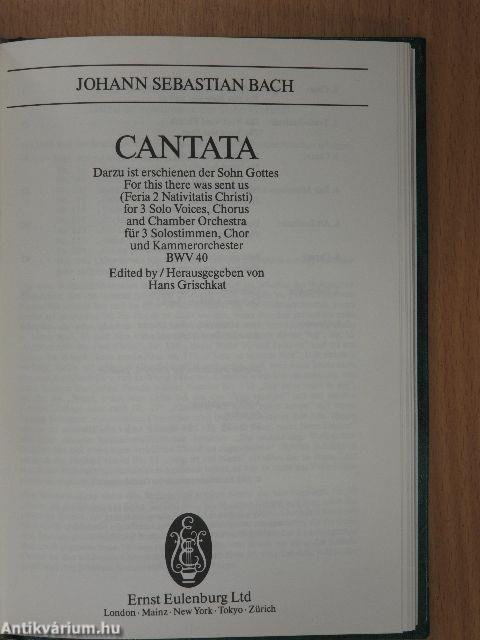 JOHANN SEBASTIAN BACH
CANTATA
Darzu ist erschienen der Sohn Gottes
For this there was sent us
(Feria 2 Nativitatis Christi)
for 3 Solo Voices, Chorus
and Chamber Orchestra
für 3 Solostimmen, Chor
und Kammerorchester
BWV 40
Edited by/Herausgegeben von
Hans Grischkat
Ernst Eulenburg Ltd
London · Mainz · New York · Tokyo · Zürich
Antikvárium.hu